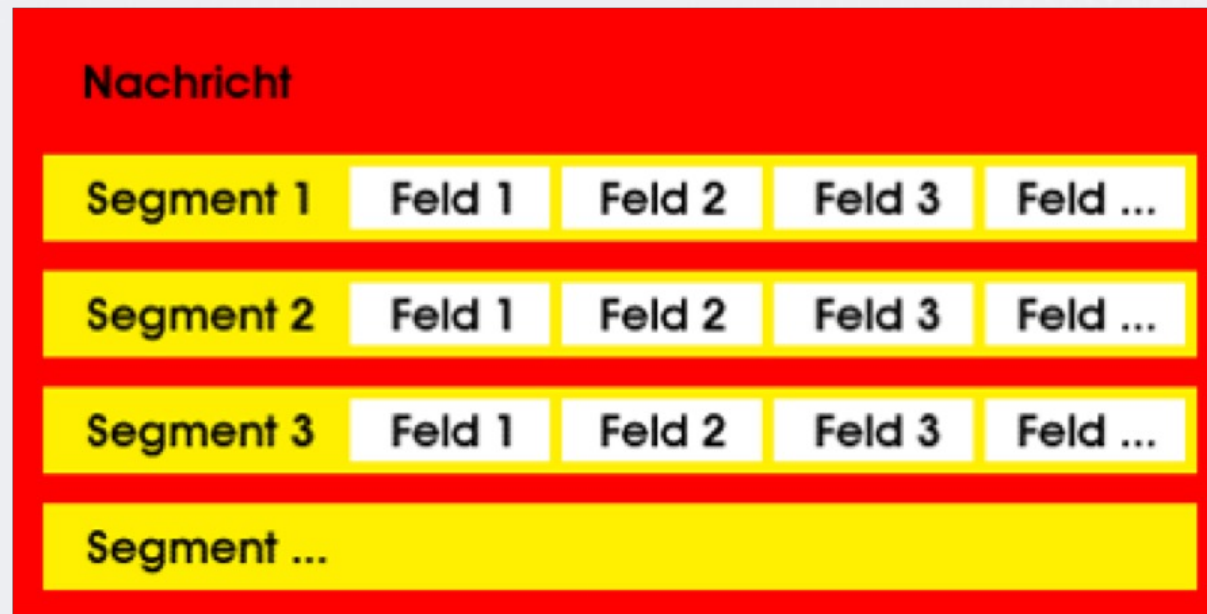 Nachricht
Segment 1 Feld 1 Feld 2 Feld 3 Feld ...
Segment 2 Feld 1 Feld 2 Feld 3 Feld ...
Segment 3 Feld 1 Feld 2 Feld 3 Feld ...
Segment ...